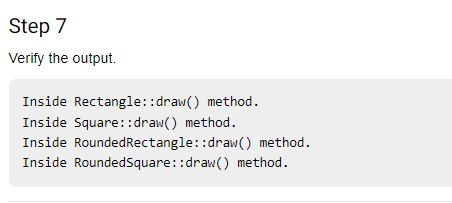 Step 7
Verify the output.
Inside Rectangle::draw() method.
Inside Square::draw() method.
Inside RoundedRectangle::draw() method.
Inside RoundedSquare::draw() method.